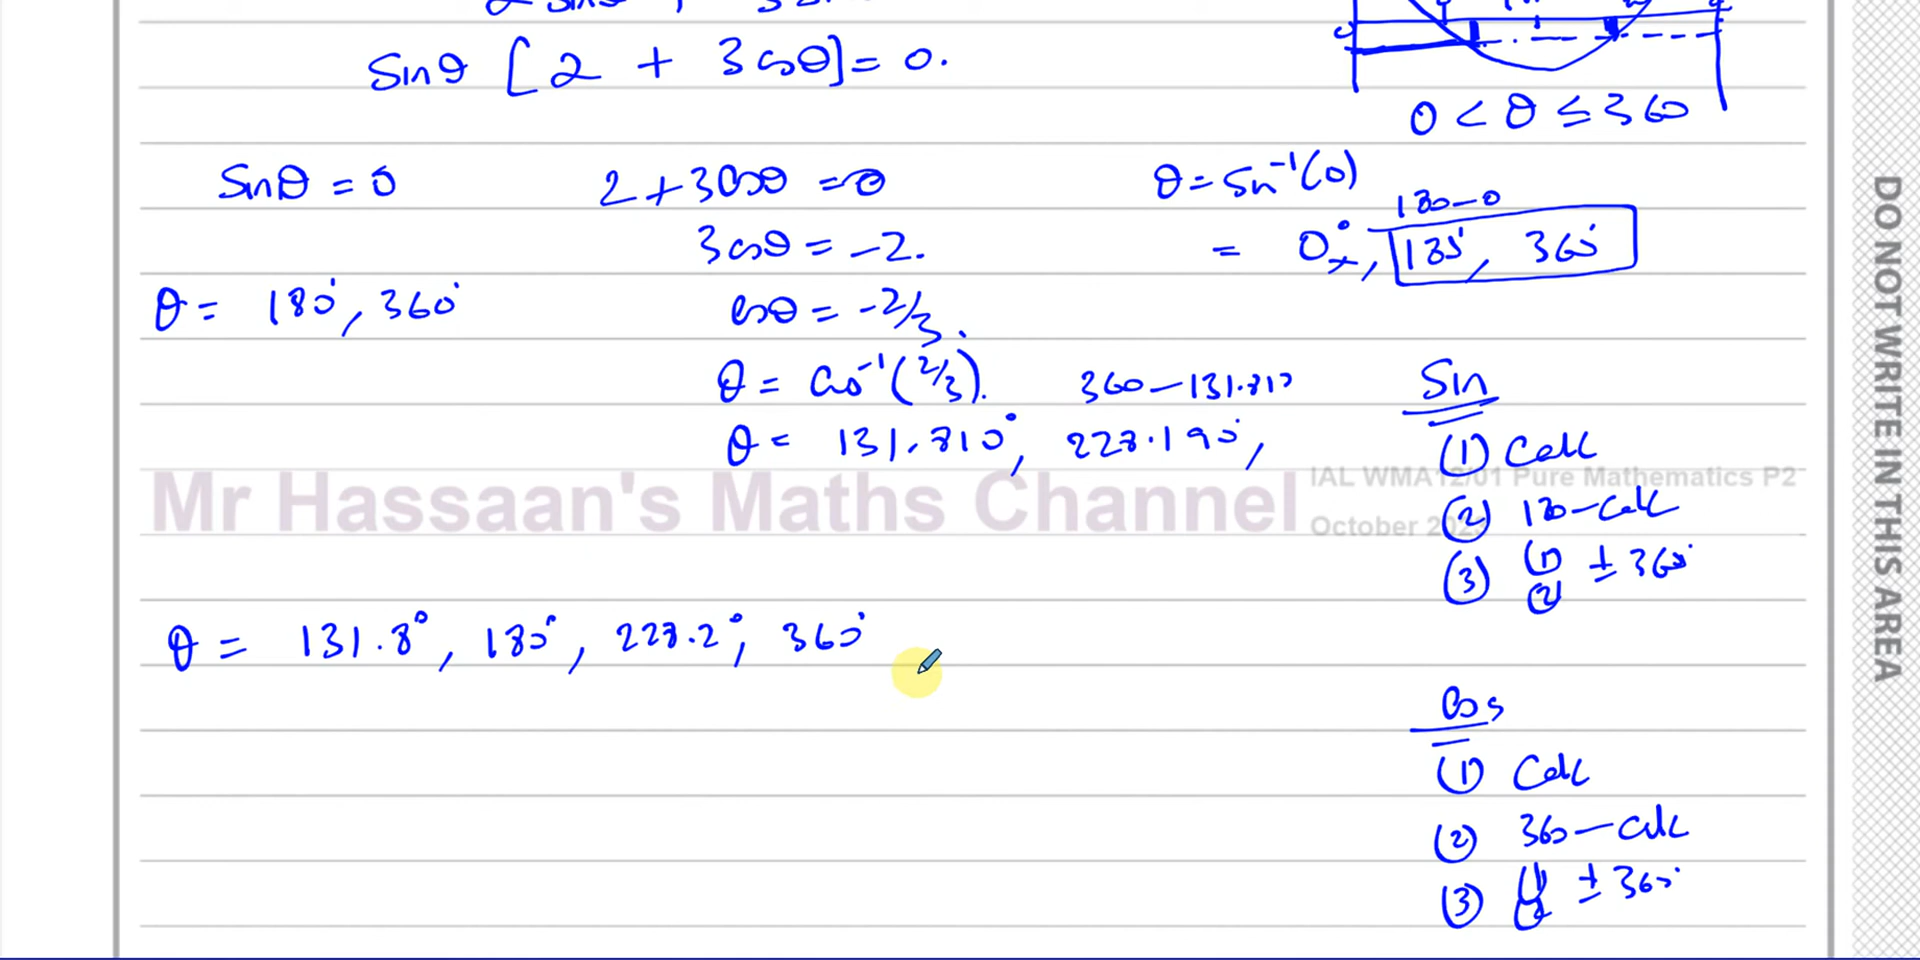 Sinθ [2 + 3cosθ] = 0.
0 < θ ≤ 360
Sinθ = 0
2 + 3cosθ = 0
θ = Sin⁻¹(0)
3cosθ = -2.
180-0
= 0°×, 180°, 360°
θ = 180°, 360°
cosθ = -2/3.
θ = Cos⁻¹(2/3).
360-131.810
θ = 131.810°, 228.190°,
Sin
(1) Calc
(2) 180-calc
(3) (1) ± 360°
(2)
Mr Hassaan's Maths Channel
IAL WMA12/01 Pure Mathematics P2
October
θ = 131.8°, 180°, 228.2°, 360°
Cos
(1) Calc
(2) 360-calc
(3) (1) ± 360°
(2)
DO NOT WRITE IN THIS AREA